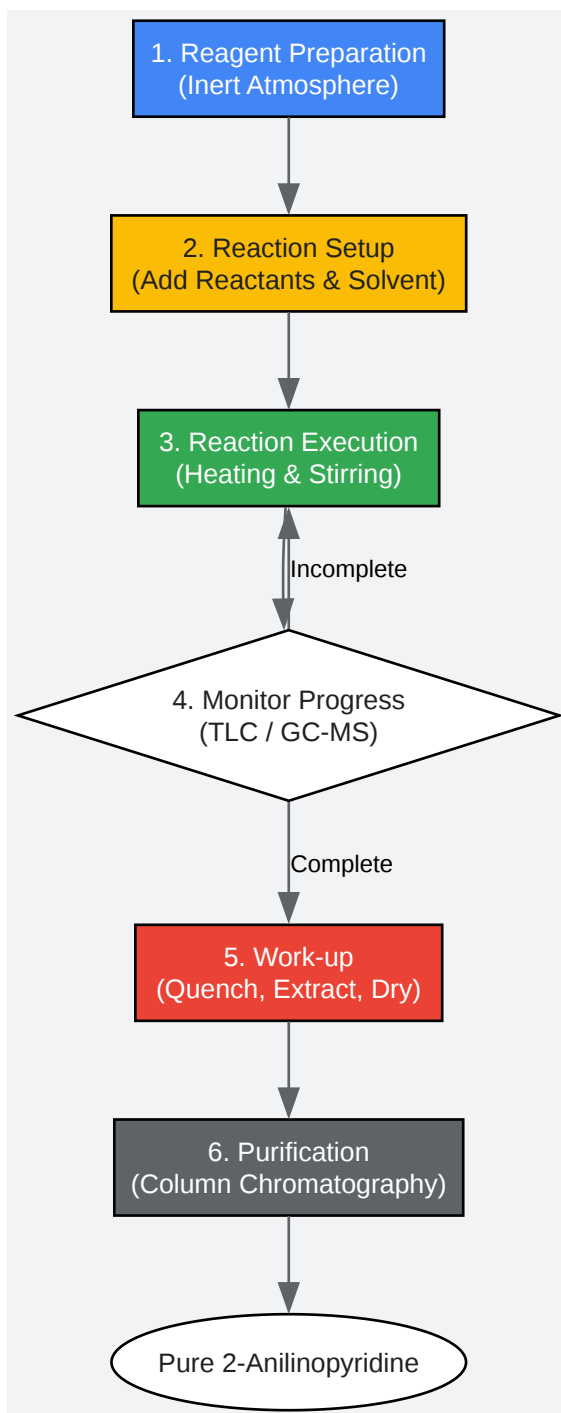 1. Reagent Preparation
(Inert Atmosphere)
2. Reaction Setup
(Add Reactants & Solvent)
3. Reaction Execution
(Heating & Stirring)
Incomplete
4. Monitor Progress
(TLC / GC-MS)
Complete
5. Work-up
(Quench, Extract, Dry)
6. Purification
(Column Chromatography)
Pure 2-Anilinopyridine